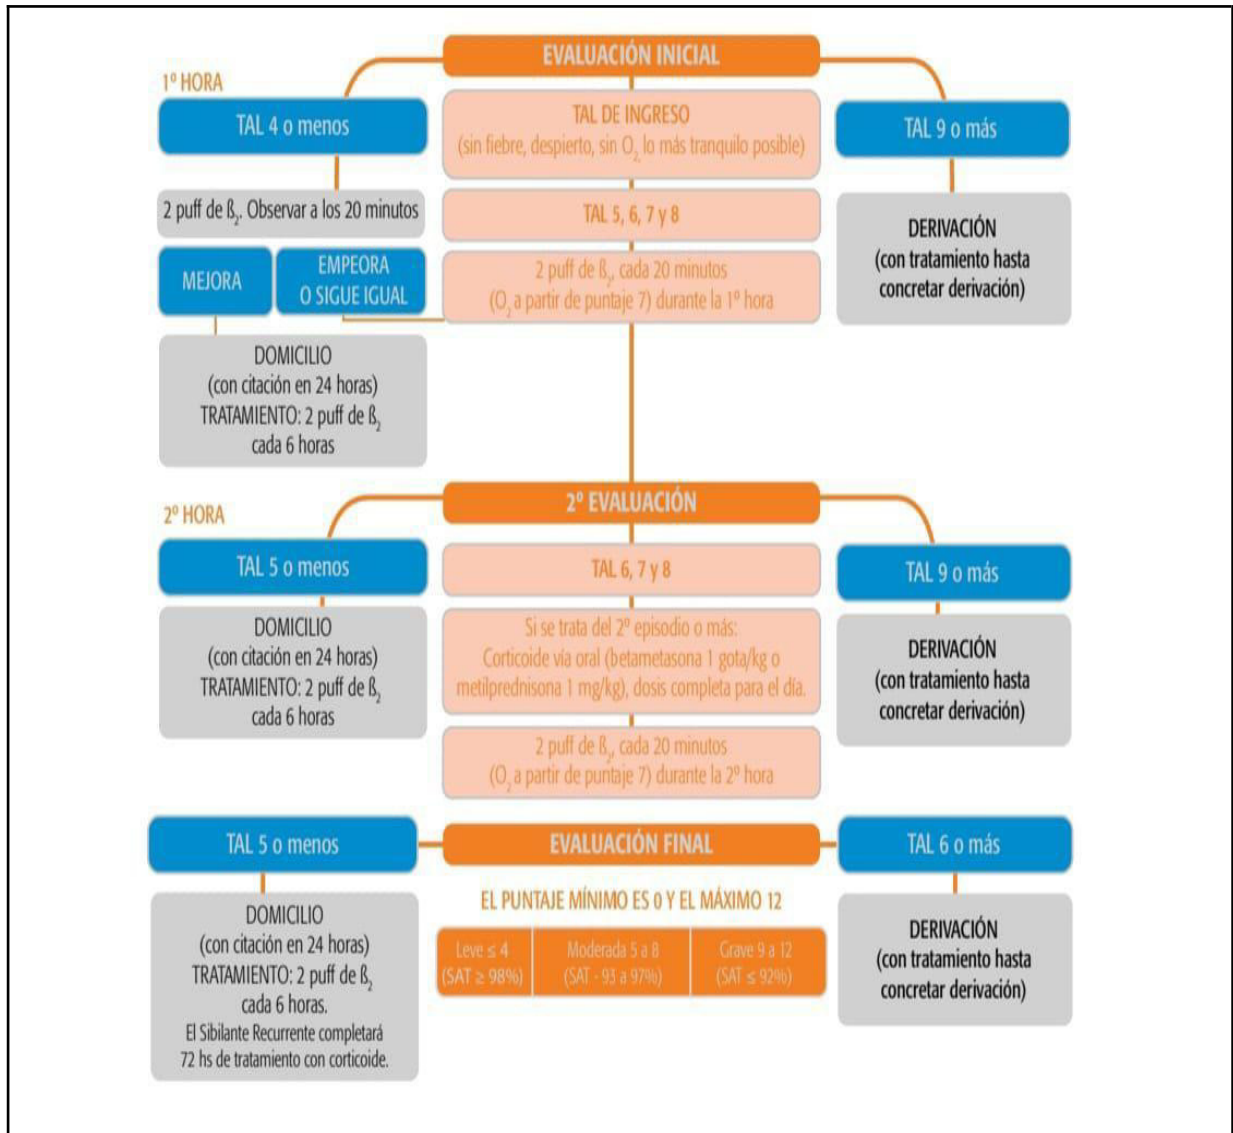 EVALUACIÓN INICIAL
1º HORA
TAL 4 o menos
TAL DE INGRESO
(sin fiebre, despierto, sin O₂, lo más tranquilo posible)
TAL 9 o más
2 puff de ß₂. Observar a los 20 minutos
TAL 5, 6, 7 y 8
DERIVACIÓN
(con tratamiento hasta
concretar derivación)
MEJORA
EMPEORA
O SIGUE IGUAL
2 puff de ß₂, cada 20 minutos
(O₂ a partir de puntaje 7) durante la 1º hora
DOMICILIO
(con citación en 24 horas)
TRATAMIENTO: 2 puff de ß₂
cada 6 horas
2º EVALUACIÓN
2º HORA
TAL 5 o menos
TAL 6, 7 y 8
TAL 9 o más
DOMICILIO
(con citación en 24 horas)
TRATAMIENTO: 2 puff de ß₂
cada 6 horas
Si se trata del 2º episodio o más:
Corticoide via oral (betametasona 1 gota/kg o
metilprednisona 1 mg/kg), dosis completa para el día.
DERIVACIÓN
(con tratamiento hasta
concretar derivación)
2 puff de ß₂, cada 20 minutos
(O₂ a partir de puntaje 7) durante la 2º hora
TAL 5 o menos
EVALUACIÓN FINAL
TAL 6 o más
DOMICILIO
(con citación en 24 horas)
TRATAMIENTO: 2 puff de ß₂
cada 6 horas.
El Sibilante Recurrente completará
72 hs de tratamiento con corticoide.
EL PUNTAJE MÍNIMO ES 0 Y EL MÁXIMO 12
Leve ≤ 4
(SAT ≥ 98%)
Moderada 5 a 8
(SAT - 93 a 97%)
Grave 9 a 12
(SAT ≤ 92%)
DERIVACIÓN
(con tratamiento hasta
concretar derivación)